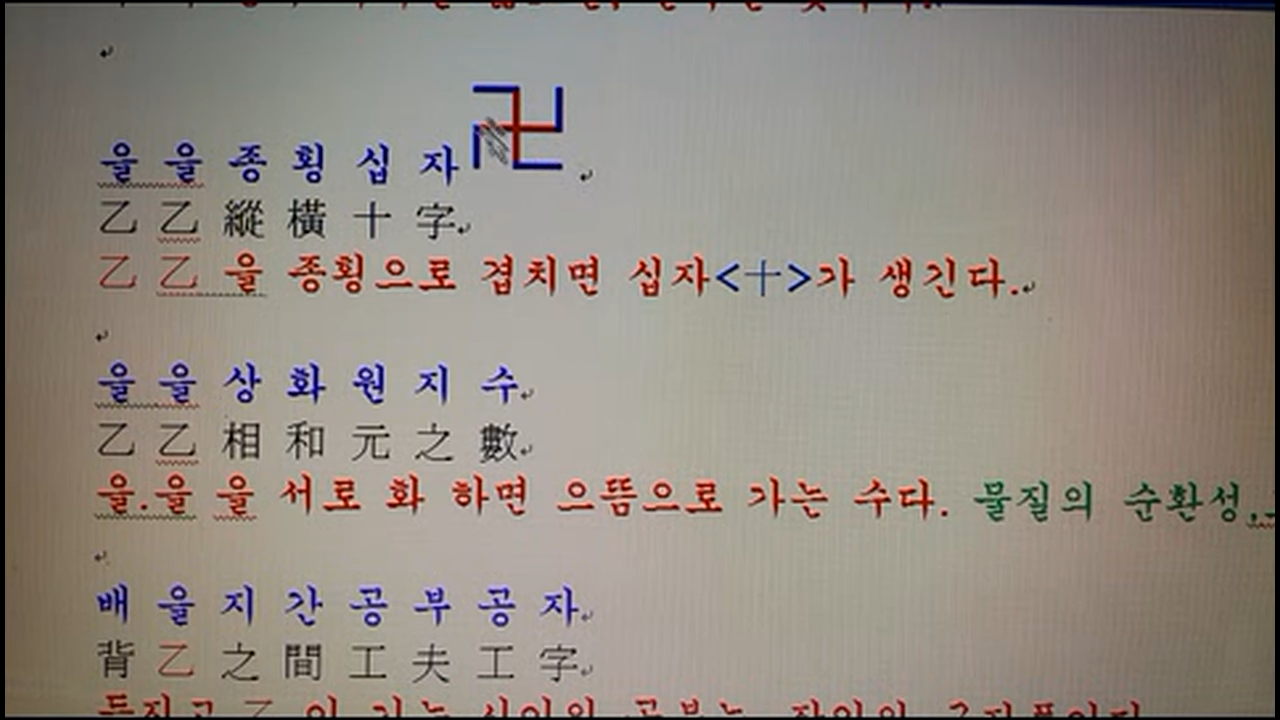 을 을 종 횡 십 자
乙 乙 縱 橫 十 字
乙 乙 을 종횡으로 겹치면 십자<十>가 생긴다.
을 을 상 화 원 지 수
乙 乙 相 和 元 之 數
을.을 을 서로 화 하면 으뜸으로 가는 수다. 물질의 순환성.
배 을 지 간 공 부 공 자
背 乙 之 間 工 夫 工 字